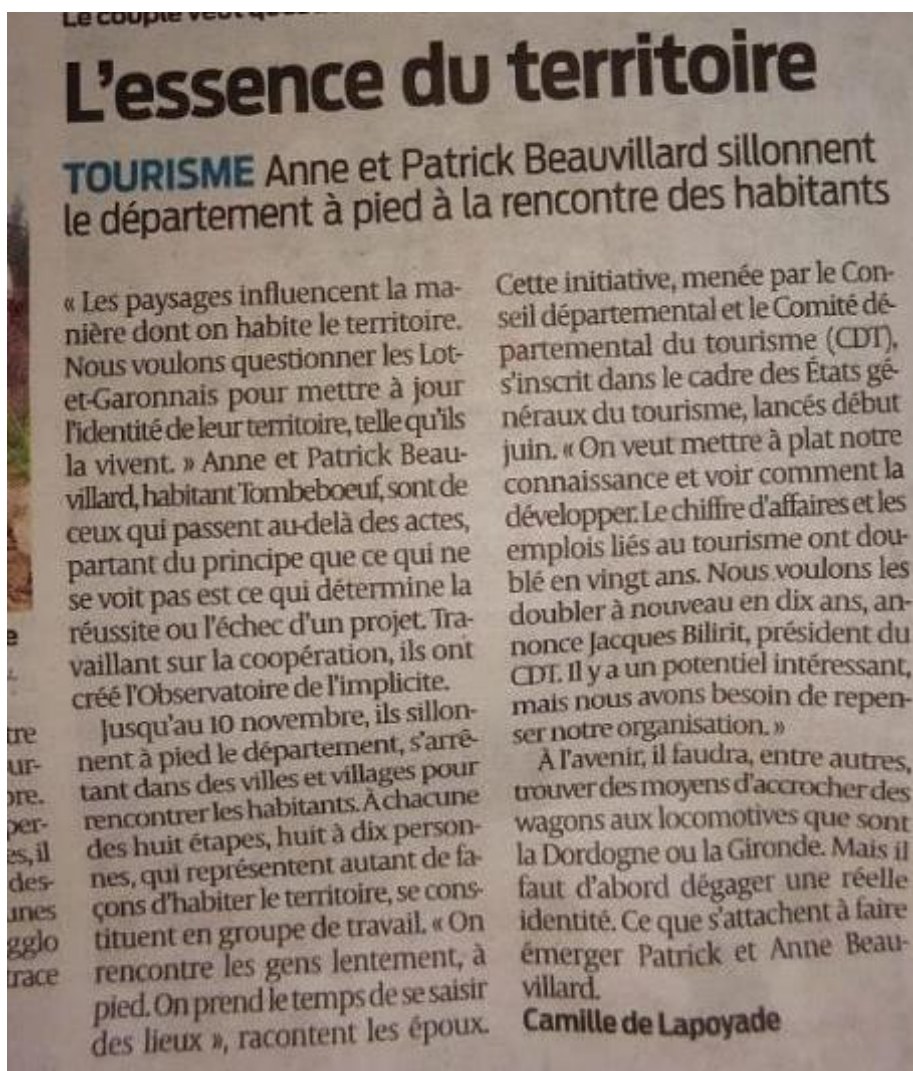 Le couple veut
L'essence du territoire
TOURISME Anne et Patrick Beauvillard sillonnent
le département à pied à la rencontre des habitants
« Les paysages influencent la ma-
nière dont on habite le territoire.
Nous voulons questionner les Lot-
et-Garonnais pour mettre à jour
l'identité de leur territoire, telle qu'ils
la vivent. » Anne et Patrick Beau-
villard, habitant Tombeboeuf, sont de
ceux qui passent au-delà des actes,
partant du principe que ce qui ne
se voit pas est ce qui détermine la
réussite ou l'échec d'un projet. Tra-
vaillant sur la coopération, ils ont
créé l'Observatoire de l'implicite.
Jusqu'au 10 novembre, ils sillon-
nent à pied le département, s'arrê-
tant dans des villes et villages pour
rencontrer les habitants. À chacune
des huit étapes, huit à dix person-
nes, qui représentent autant de fa-
çons d'habiter le territoire, se cons-
tituent en groupe de travail. « On
rencontre les gens lentement, à
pied. On prend le temps de se saisir
des lieux », racontent les époux.
Cette initiative, menée par le Con-
seil départemental et le Comité dé-
partemental du tourisme (CDT),
s'inscrit dans le cadre des États gé-
néraux du tourisme, lancés début
juin. « On veut mettre à plat notre
connaissance et voir comment la
développer. Le chiffre d'affaires et les
emplois liés au tourisme ont dou-
blé en vingt ans. Nous voulons les
doubler à nouveau en dix ans, an-
nonce Jacques Bilirit, président du
CDT. Il y a un potentiel intéressant,
mais nous avons besoin de repen-
ser notre organisation. »
À l'avenir, il faudra, entre autres,
trouver des moyens d'accrocher des
wagons aux locomotives que sont
la Dordogne ou la Gironde. Mais il
faut d'abord dégager une réelle
identité. Ce que s'attachent à faire
émerger Patrick et Anne Beau-
villard.
Camille de Lapoyade